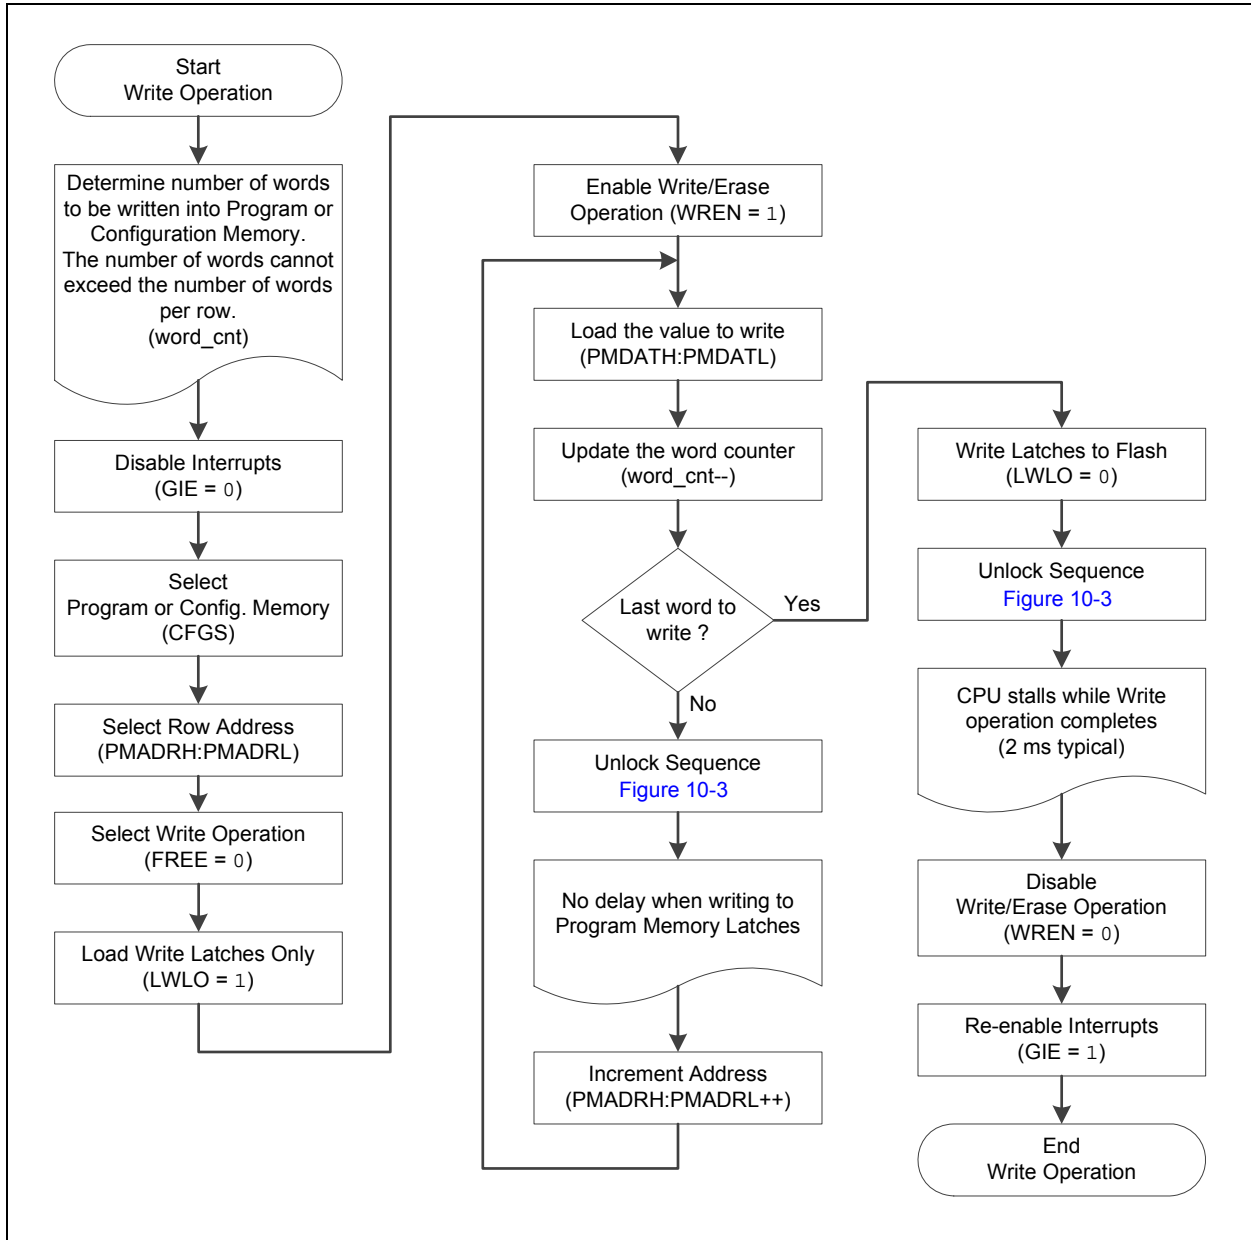 Start
Write Operation
Determine number of words
to be written into Program or
Configuration Memory.
The number of words cannot
exceed the number of words
per row.
(word_cnt)
Disable Interrupts
(GIE = 0)
Select
Program or Config. Memory
(CFGS)
Select Row Address
(PMADRH:PMADRL)
Select Write Operation
(FREE = 0)
Load Write Latches Only
(LWLO = 1)
Enable Write/Erase
Operation (WREN = 1)
Load the value to write
(PMDATH:PMDATL)
Update the word counter
(word_cnt--)
Last word to
write ?
Yes
No
Unlock Sequence
Figure 10-3
No delay when writing to
Program Memory Latches
Increment Address
(PMADRH:PMADRL++)
Write Latches to Flash
(LWLO = 0)
Unlock Sequence
Figure 10-3
CPU stalls while Write
operation completes
(2 ms typical)
Disable
Write/Erase Operation
(WREN = 0)
Re-enable Interrupts
(GIE = 1)
End
Write Operation